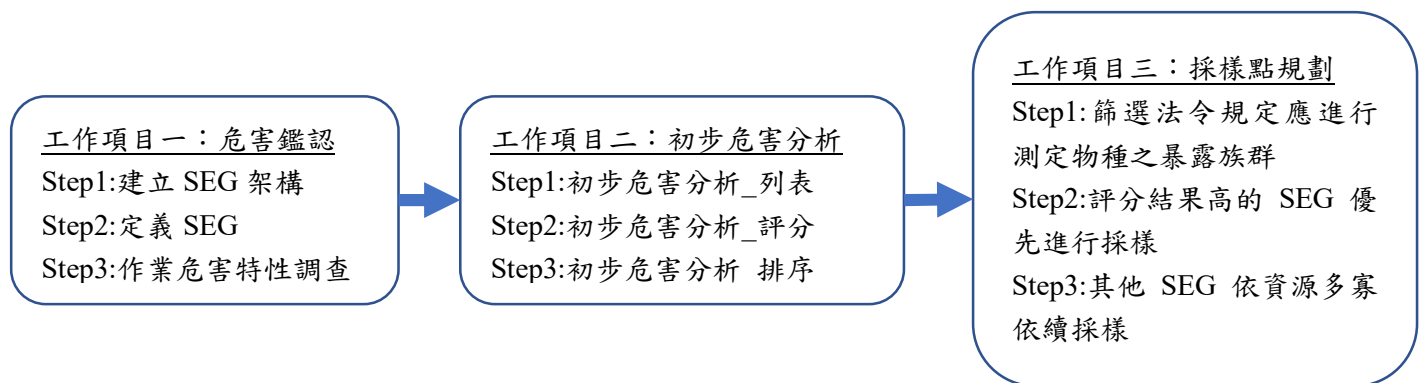 工作項目一：危害鑑認
Step1:建立 SEG 架構
Step2:定義 SEG
Step3:作業危害特性調查
工作項目二：初步危害分析
Step1:初步危害分析_列表
Step2:初步危害分析_評分
Step3:初步危害分析 排序
工作項目三：採樣點規劃
Step1:篩選法令規定應進行
測定物種之暴露族群
Step2:評分結果高的 SEG 優
先進行採樣
Step3:其他 SEG 依資源多寡
依續採樣